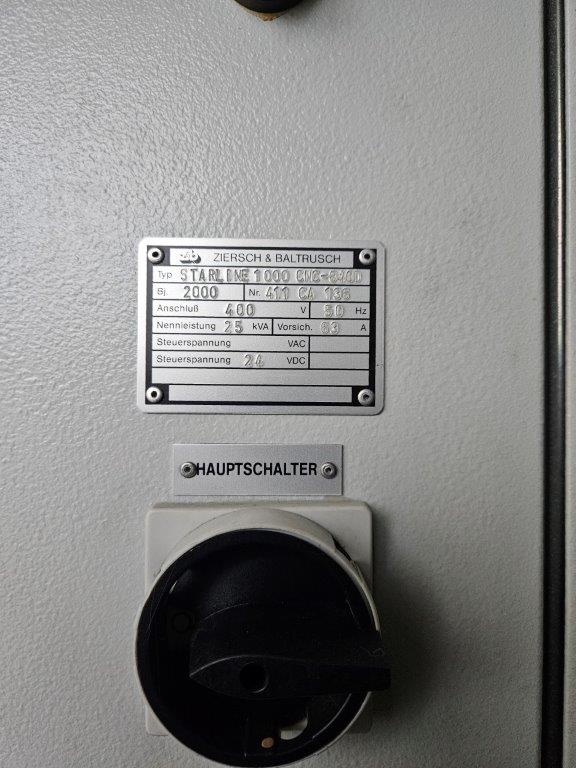 ZIERSCH & BALTRUSCH
Typ STARLINE 1000 CNC-
Bj. 2000 Nr. 411 CA 136
Anschluß 400 V 50 Hz
Nennleistung 25 kVA Vorsich. 63 A
Steuerspannung VAC
Steuerspannung 24 VDC
HAUPTSCHALTER